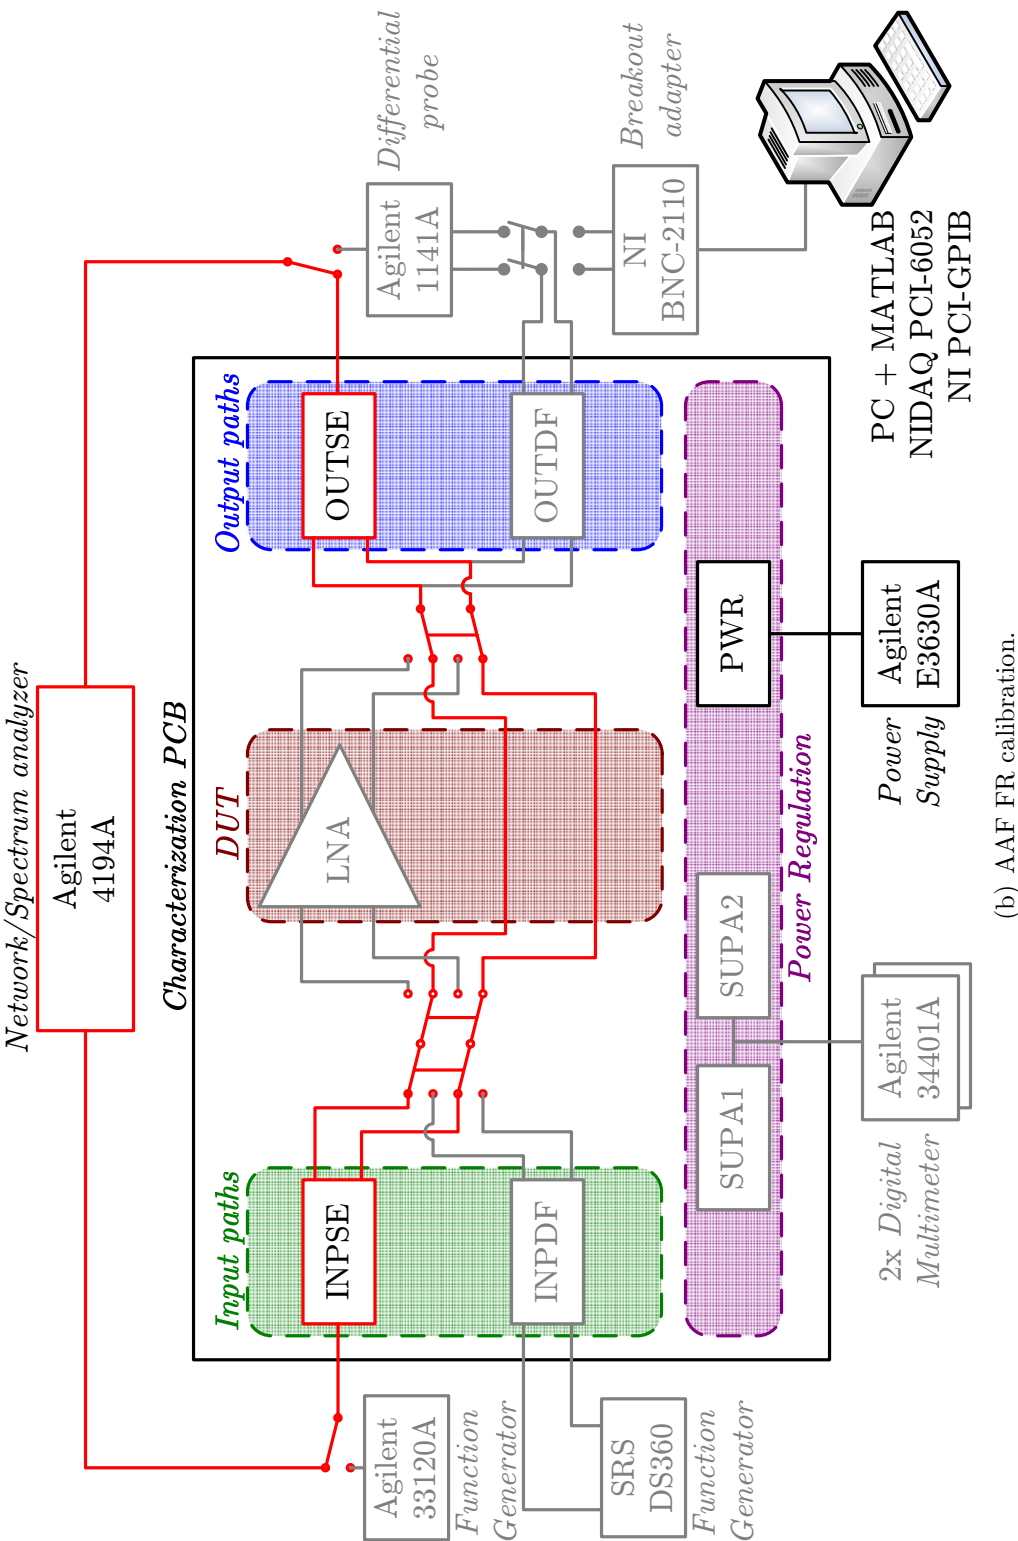 Network/Spectrum analyzer
Agilent
4194A
Characterization PCB
Input paths
DUT
Output paths
INPSE
LNA
OUTSE
INPDF
OUTDF
Agilent
33120A
Function
Generator
SRS
DS360
Function
Generator
Agilent
1141A
Differential
probe
NI
BNC-2110
Breakout
adapter
SUPA1
SUPA2
PWR
Power Regulation
2x Digital
Multimeter
Agilent
34401A
Power
Supply
Agilent
E3630A
PC + MATLAB
NIDAQ PCI-6052
NI PCI-GPIB
(b) AAF FR calibration.